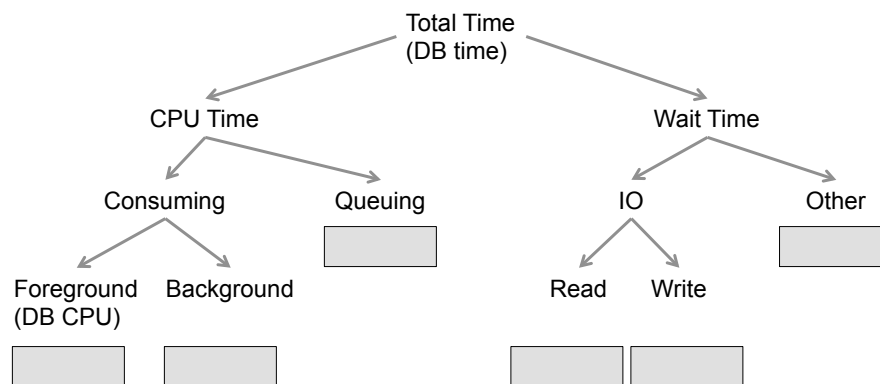 Total Time
(DB time)
CPU Time
Wait Time
Consuming
Queuing
IO
Other
Foreground
(DB CPU)
Background
Read
Write